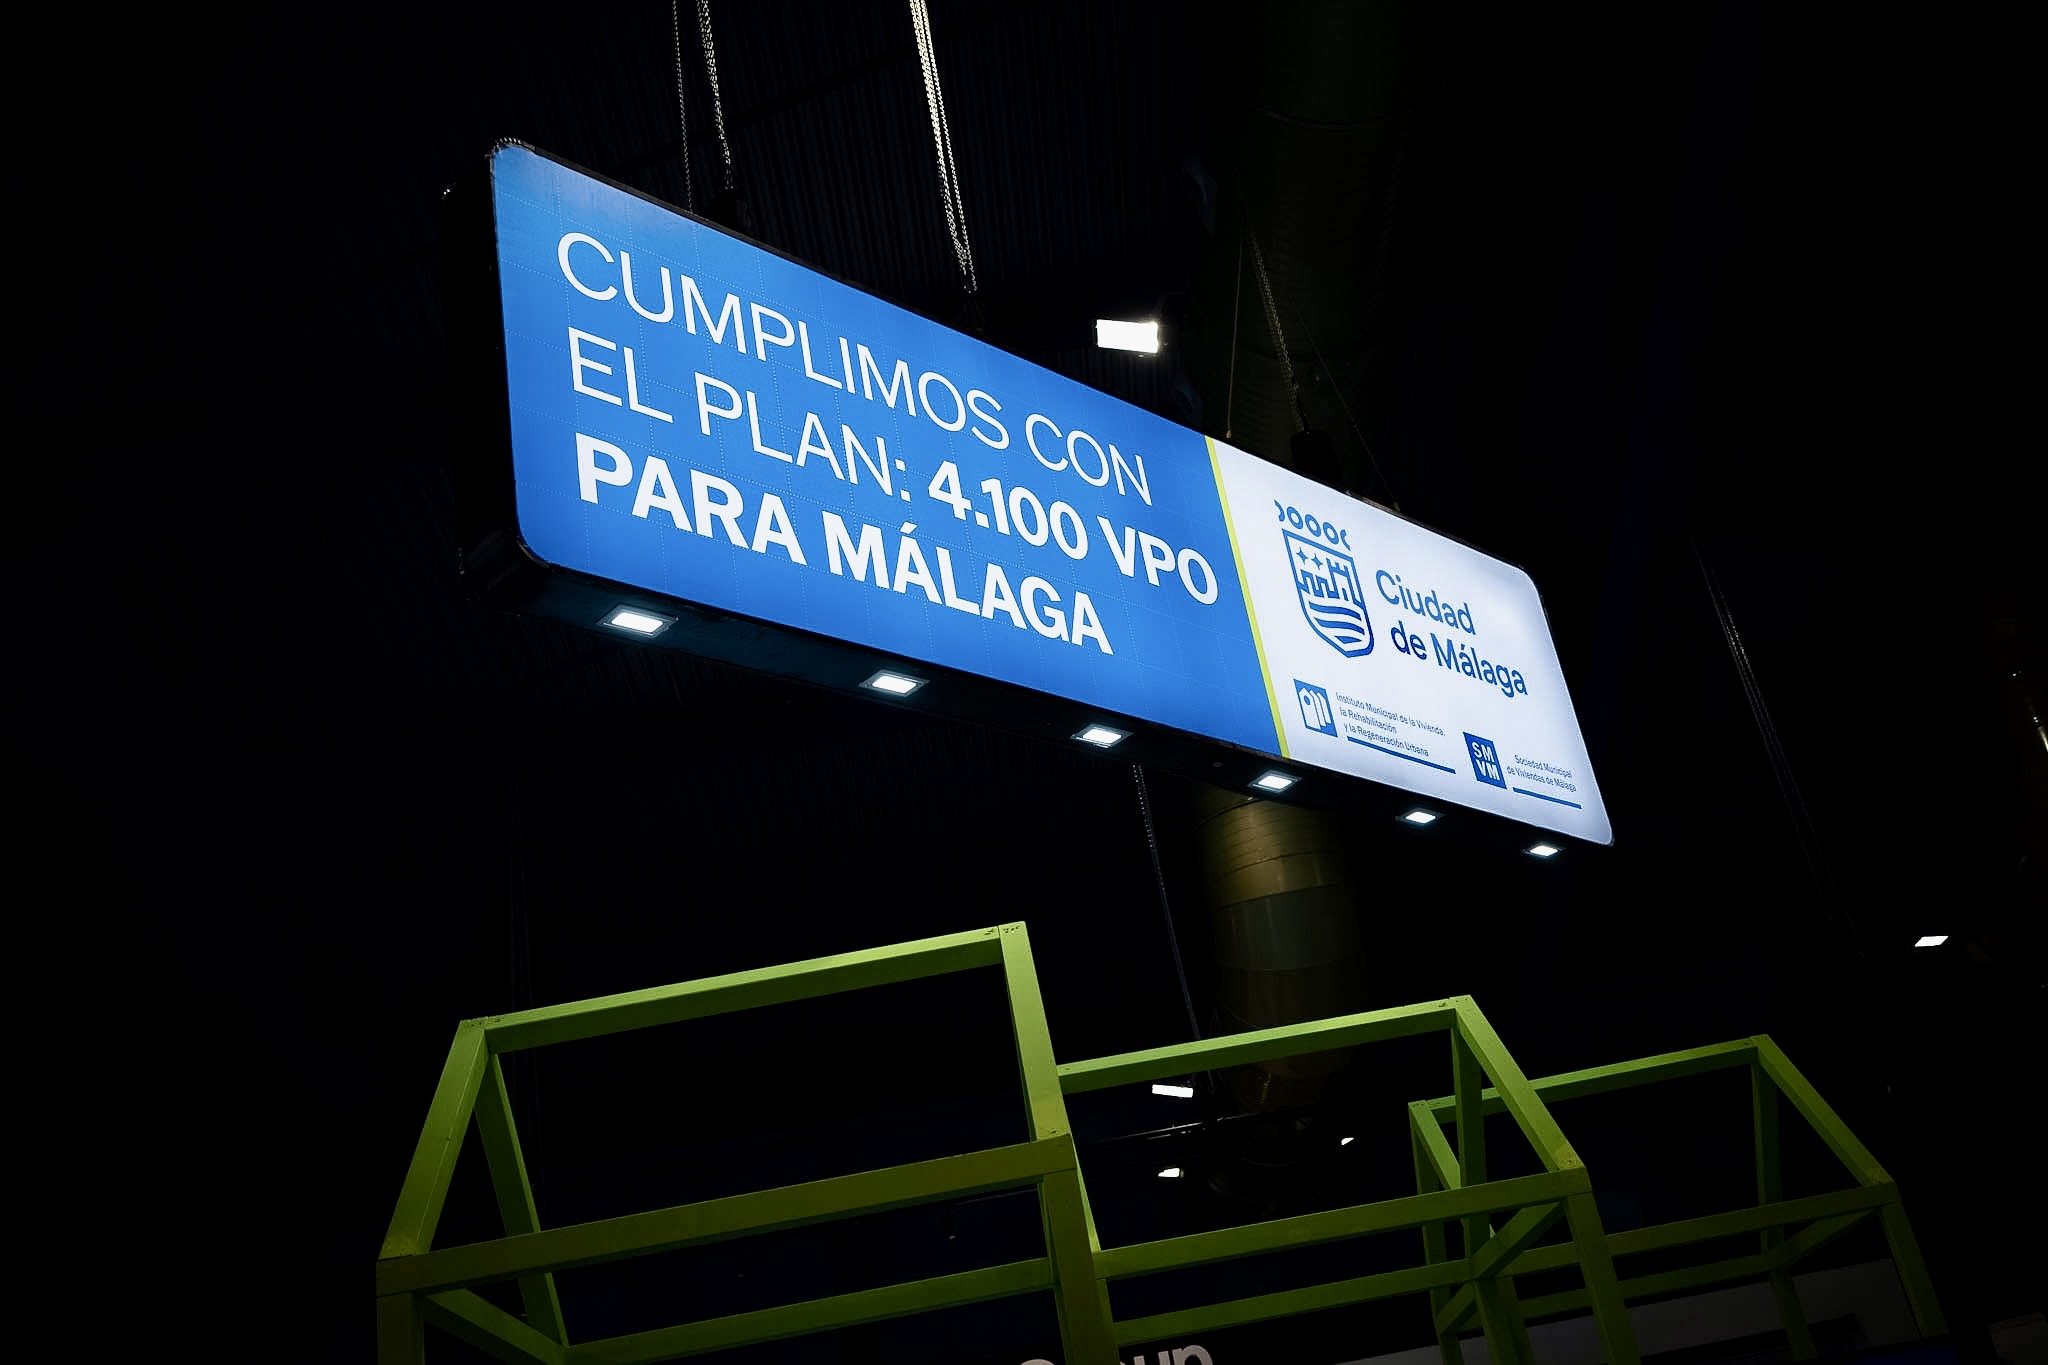 CUMPLIMOS CON
EL PLAN: 4.100 VPO
PARA MÁLAGA
Ciudad
de Málaga
Instituto Municipal de la Vivienda,
la Rehabilitación
y la Regeneración Urbana
SM
VM
Sociedad Municipal
de Viviendas de Málaga